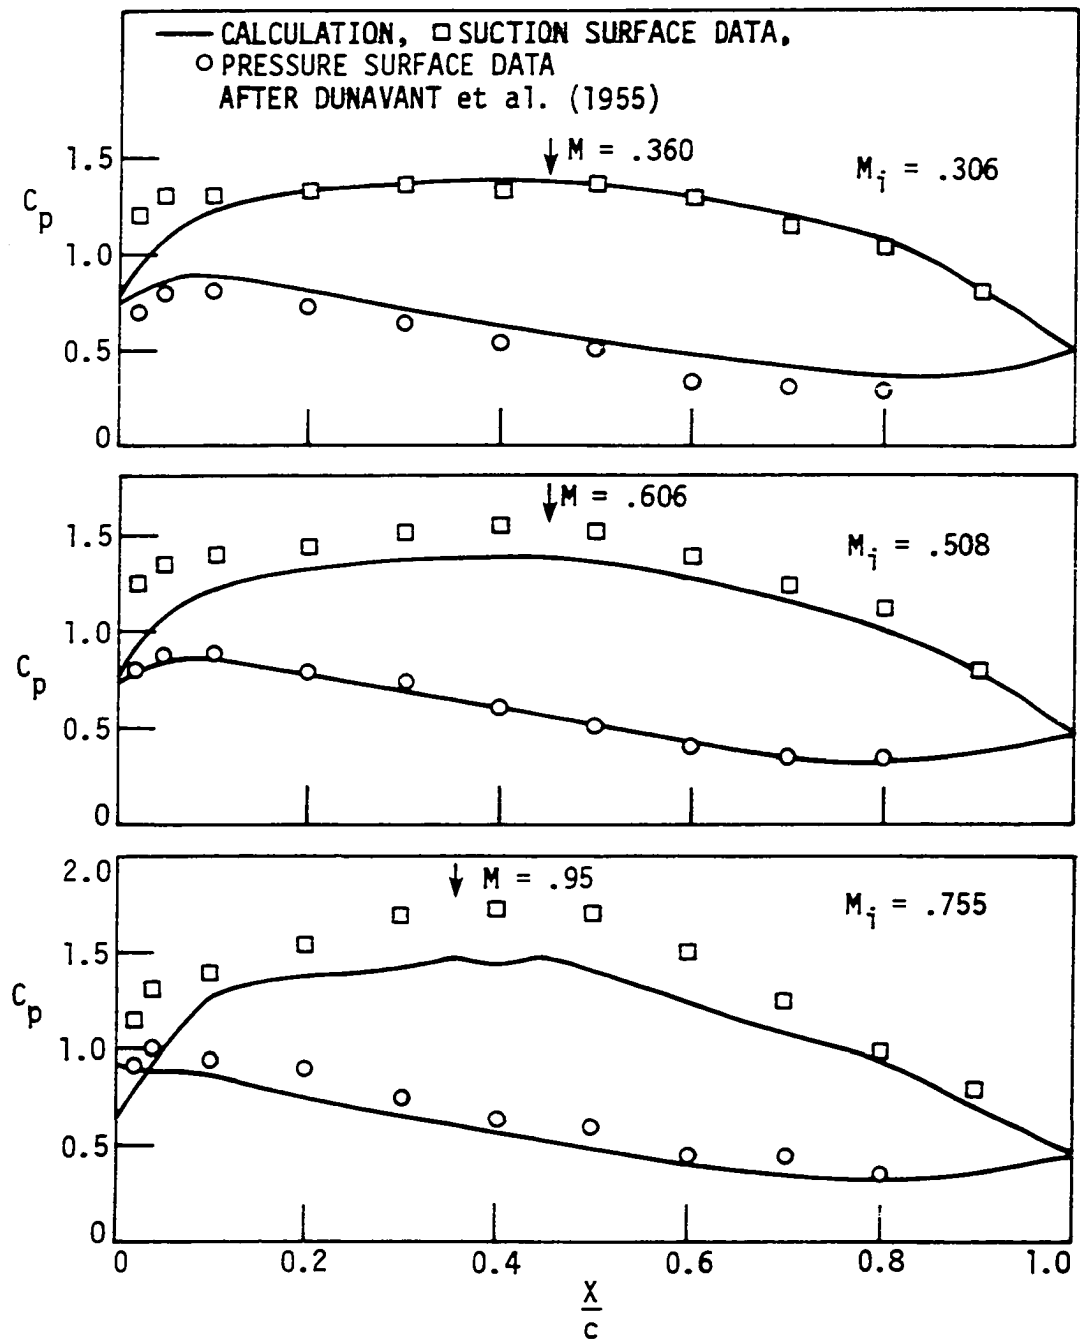 CALCULATION, □ SUCTION SURFACE DATA,
○ PRESSURE SURFACE DATA
AFTER DUNAVANT et al. (1955)
M = .360
M_i = .306
1.5
C_p
1.0
0.5
0
M = .606
M_i = .508
1.5
1.0
C_p
0.5
0
2.0
M = .95
M_i = .755
1.5
C_p
1.0
0.5
0
0 0.2 0.4 0.6 0.8 1.0
X
c